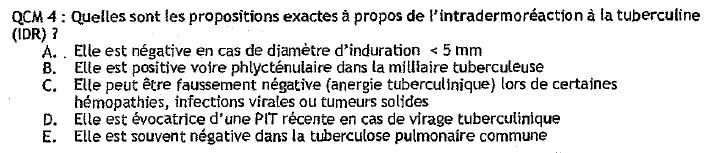 QCM 4 : Quelles sont les propositions exactes à propos de l'intradermoréaction à la tuberculine
(IDR) ?
A. . Elle est négative en cas de diamètre d'induration < 5 mm
B. Elle est positive voire phlycténulaire dans la milliaire tuberculeuse
C. Elle peut être faussement négative (anergie tuberculinique) lors de certaines
hémopathies, infections virales ou tumeurs solides
D. Elle est évocatrice d'une PIT récente en cas de virage tuberculinique
E. Elle est souvent négative dans la tuberculose pulmonaire commune